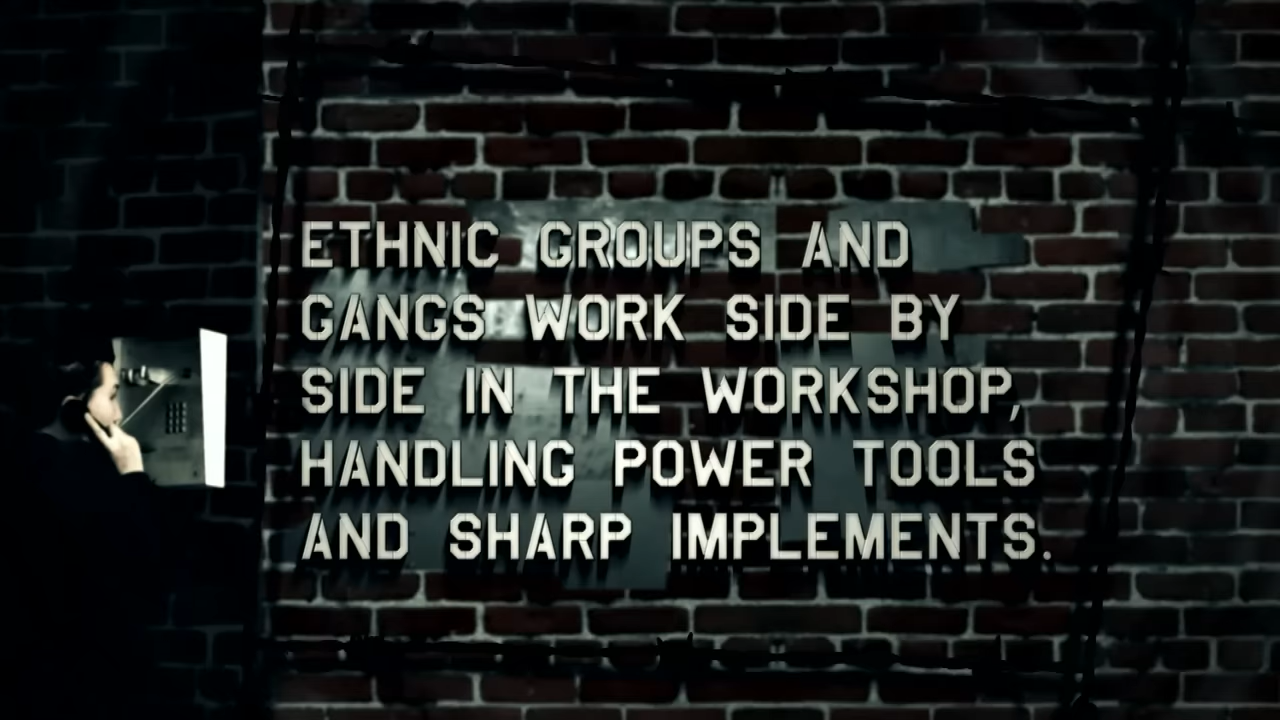 ETHNIC GROUPS AND
GANGS WORK SIDE BY
SIDE IN THE WORKSHOP,
HANDLING POWER TOOLS
AND SHARP IMPLEMENTS.